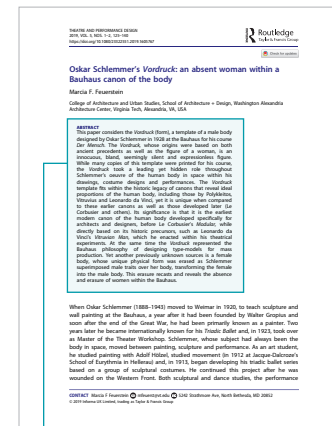 THEATRE AND PERFORMANCE DESIGN
2019, VOL. 5, NOS. 1–2, 125–140
https://doi.org/10.1080/23322551.2019.1605767
Routledge
Taylor & Francis Group
Check for updates
Oskar Schlemmer's Vordruck: an absent woman within a
Bauhaus canon of the body
Marcia F. Feuerstein
College of Architecture and Urban Studies, School of Architecture + Design, Washington Alexandria
Architecture Center, Virginia Tech, Alexandria, VA, USA
ABSTRACT
This paper considers the Vordruck (form), a template of a male body
designed by Oskar Schlemmer in 1928 at the Bauhaus for his course
Der Mensch. The Vordruck, whose origins were based on both
ancient precedents as well as the figure of a woman, is an
innocuous, bland, seemingly silent and expressionless figure.
While many copies of this template were printed for his course,
the Vordruck took a leading yet hidden role throughout
Schlemmer's oeuvre of the human body in space within his
drawings, costume designs and performances. The Vordruck
template fits within the historic legacy of canons that reveal ideal
proportions of the human body, including those by Polykleitos,
Vitruvius and Leonardo da Vinci, yet it is unique when compared
to these earlier canons as well as those developed later (Le
Corbusier and others). Its significance is that it is the earliest
modern canon of the human body developed specifically for
architects and designers, before Le Corbusier's Modulor, while
directly based on its historic precursors, such as Leonardo da
Vinci's Vitruvian Man, which he enacted within his theatrical
experiments. At the same time the Vordruck represented the
Bauhaus philosophy of designing type-models for mass
production. Yet another previously unknown sources is a female
body, whose unique physical form was erased as Schlemmer
superimposed male traits over her body, transforming the female
into the male body. This erasure recasts and reveals the absence
and erasure of women within the Bauhaus.
When Oskar Schlemmer (1888–1943) moved to Weimar in 1920, to teach sculpture and
wall painting at the Bauhaus, a year after it had been founded by Walter Gropius and
soon after the end of the Great War, he had been primarily a painter. Two
years later he became internationally known for his Triadic Ballet and, in 1923, took over
as Master of the Theater Workshop. Schlemmer, whose subject had always been the
body in space, moved between painting, sculpture and performance. As an art student,
he studied painting with Adolf Hölzel, studied movement (in 1912 at Jacque-Dalcroze's
School of Eurythmia in Hellerau) and, in 1913, began developing his triadic ballet series
based on a group of sculptural costumes. He continued this project after he was
wounded on the Western Front. Both sculptural and dance studies, the performance
CONTACT Marcia F Feuerstein mfeuerst@vt.edu 5242 Strathmore Ave, North Bethesda, MD 20852
© 2019 Informa UK Limited, trading as Taylor & Francis Group